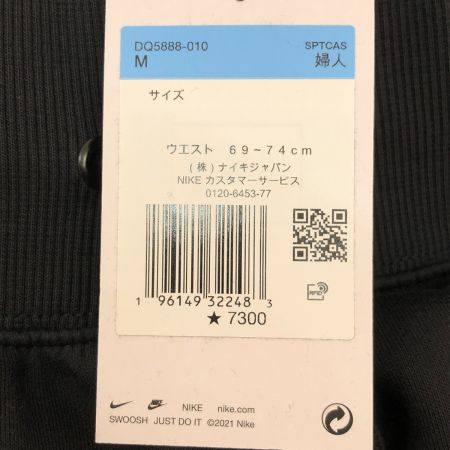 DQ5888-010 SPTCAS
M 婦人
サイズ
ウエスト 69~74cm
(株)ナイキジャパン
NIKE カスタマーサービス
0120-6453-77
1 96149 32248 3
RFID
★7300
NIKE nike.com
SWOOSH JUST DO IT ©2021 Nike